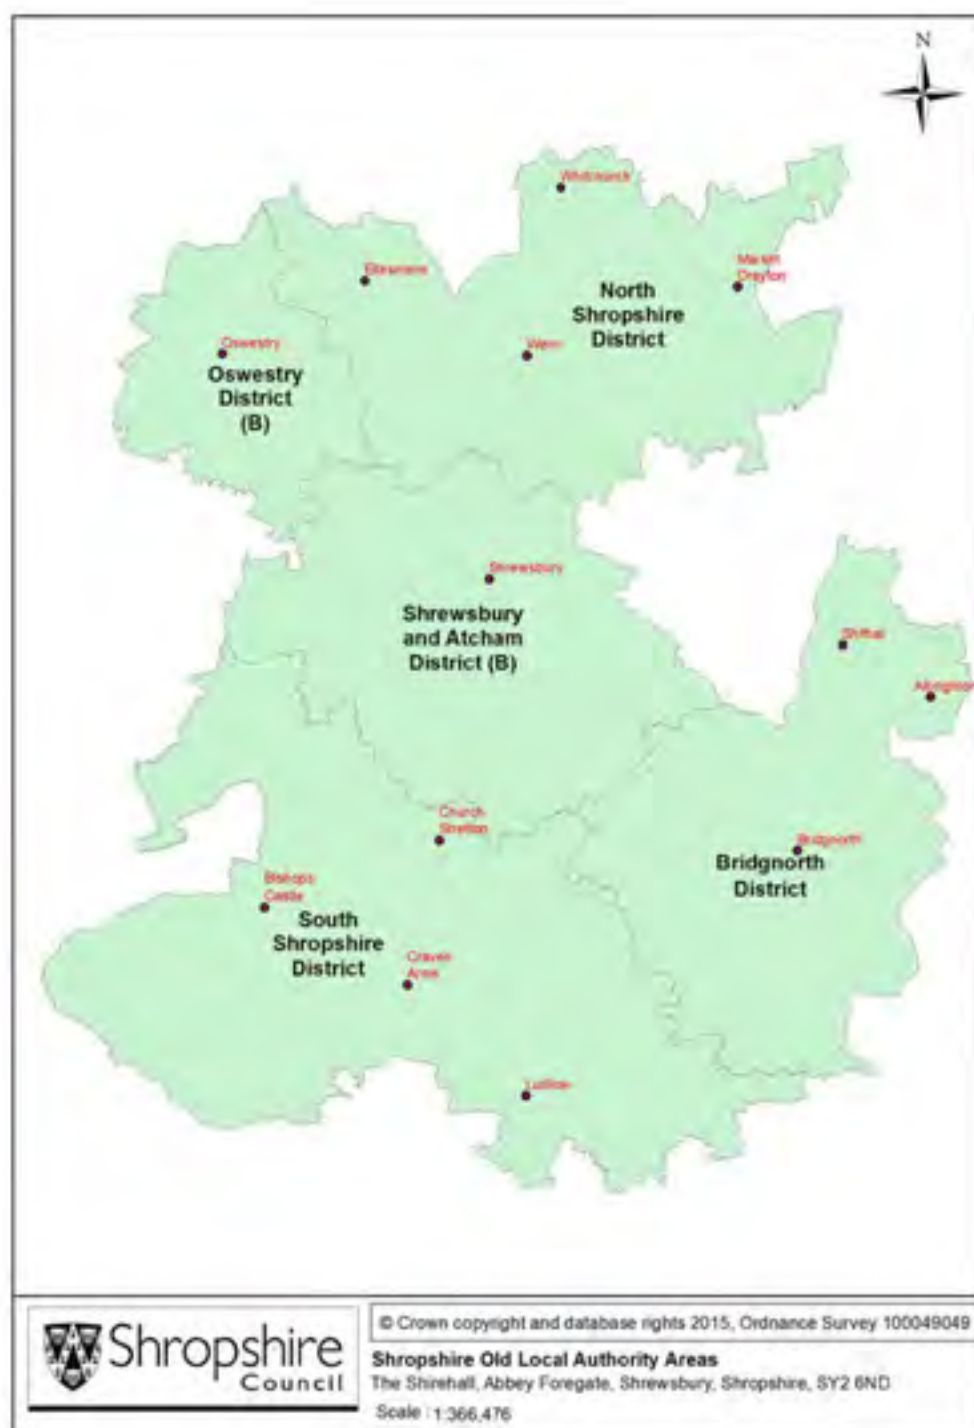 N
Whitchurch
Ellesmere
Market
Drayton
North
Shropshire
District
Wem
Oswestry
Oswestry
District
(B)
Shrewsbury
Shrewsbury
and Atcham
District (B)
Shifnal
Albrighton
Church
Stretton
Bridgnorth
Bridgnorth
District
Bishops
Castle
South
Shropshire
District
Craven
Arms
Ludlow
Shropshire
Council
© Crown copyright and database rights 2015, Ordnance Survey 100049049
Shropshire Old Local Authority Areas
The Shirehall, Abbey Foregate, Shrewsbury, Shropshire, SY2 6ND
Scale : 1:366,476